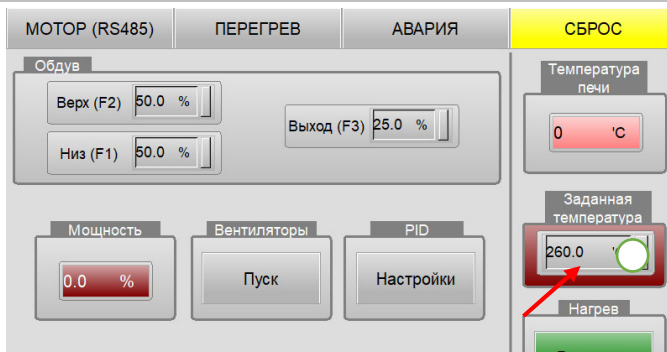 МОТОР (RS485)
ПЕРЕГРЕВ
АВАРИЯ
СБРОС
Обдув
Верх (F2) 50.0 %
Низ (F1) 50.0 %
Выход (F3) 25.0 %
Температура
печи
0 'C
Заданная
температура
260.0
Мощность
0.0 %
Вентиляторы
Пуск
PID
Настройки
Нагрев